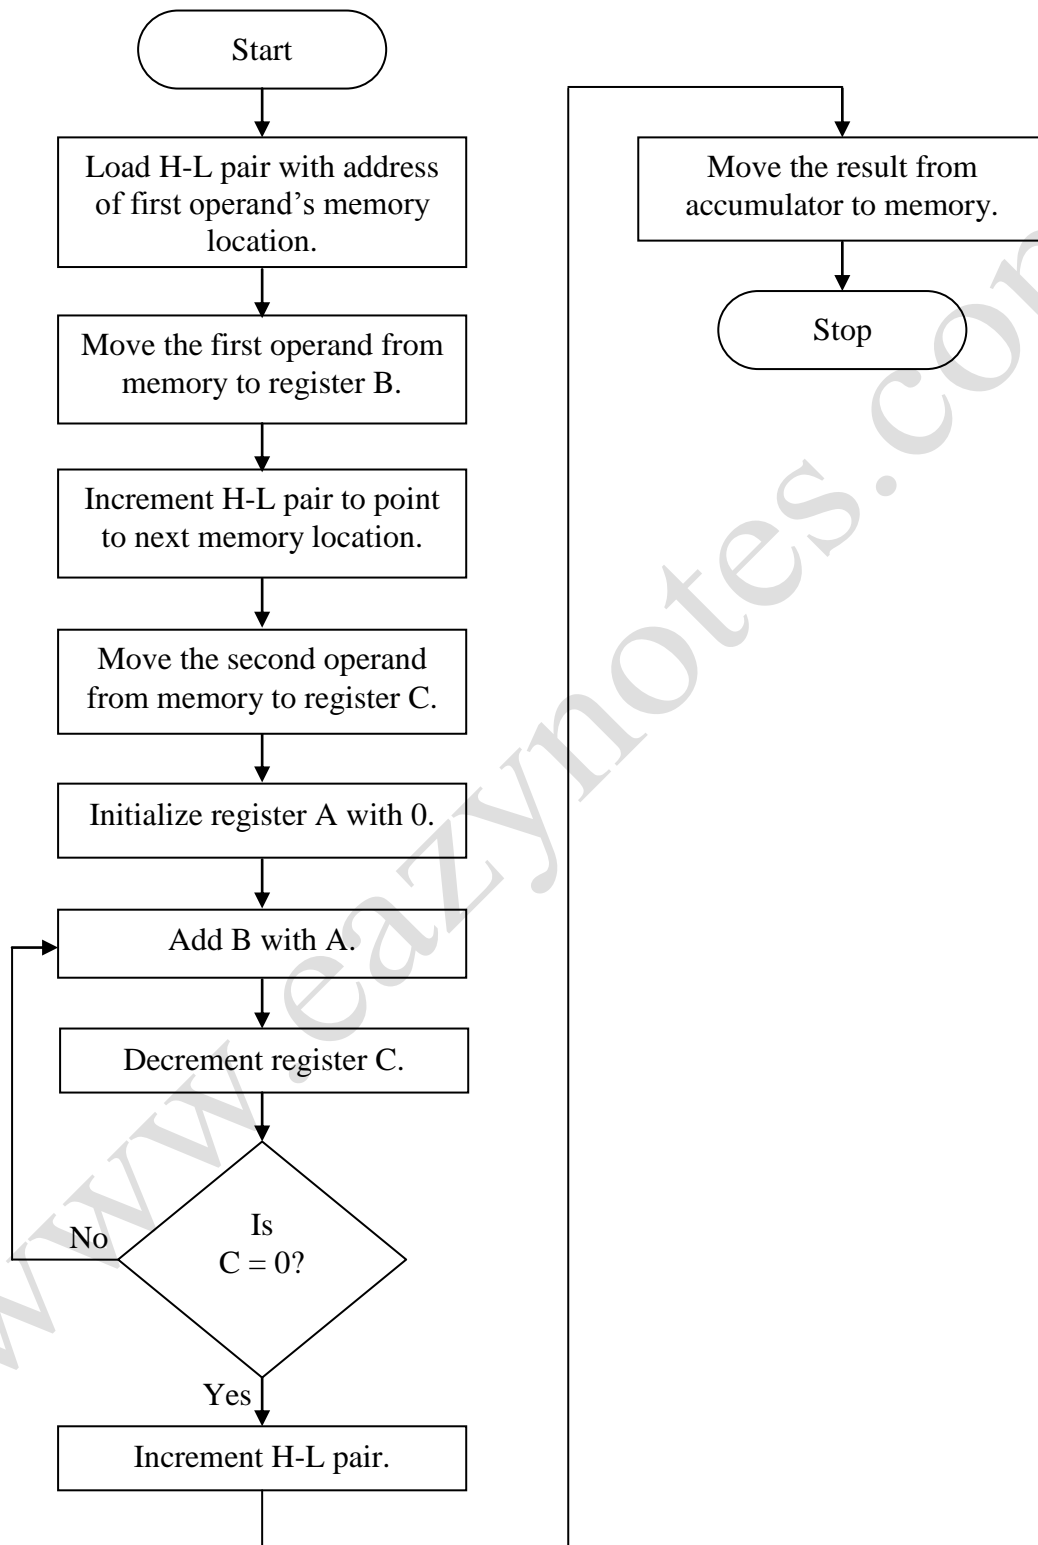 Start
Load H-L pair with address
of first operand’s memory
location.
Move the first operand from
memory to register B.
Increment H-L pair to point
to next memory location.
Move the second operand
from memory to register C.
Initialize register A with 0.
Add B with A.
Decrement register C.
Is
C = 0?
No
Yes
Increment H-L pair.
Move the result from
accumulator to memory.
Stop
www.eazynotes.com